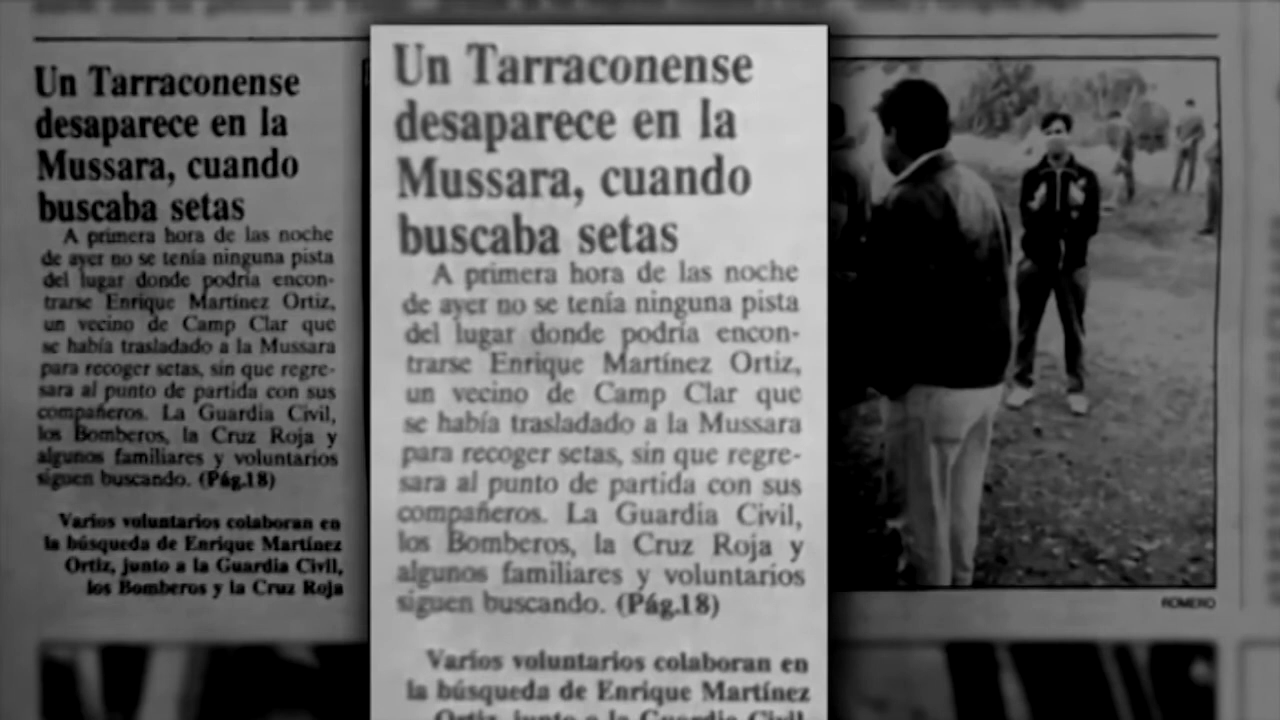 Un Tarraconense
desaparece en la
Mussara, cuando
buscaba setas
A primera hora de las noche
de ayer no se tenía ninguna pista
del lugar donde podría encon-
trarse Enrique Martínez Ortiz,
un vecino de Camp Clar que
se había trasladado a la Mussara
para recoger setas, sin que regre-
sara al punto de partida con sus
compañeros. La Guardia Civil,
los Bomberos, la Cruz Roja y
algunos familiares y voluntarios
siguen buscando. (Pág.18)
Varios voluntarios colaboran en
la búsqueda de Enrique Martínez
Ortiz, junto a la Guardia Civil,
los Bomberos y la Cruz Roja
Un Tarraconense
desaparece en la
Mussara, cuando
buscaba setas
A primera hora de las noche
de ayer no se tenía ninguna pista
del lugar donde podría encon-
trarse Enrique Martínez Ortiz,
un vecino de Camp Clar que
se había trasladado a la Mussara
para recoger setas, sin que regre-
sara al punto de partida con sus
compañeros. La Guardia Civil,
los Bomberos, la Cruz Roja y
algunos familiares y voluntarios
siguen buscando. (Pág.18)
Varios voluntarios colaboran en
la búsqueda de Enrique Martínez
Ortiz, junto a la Guardia Civil,
ROMERO